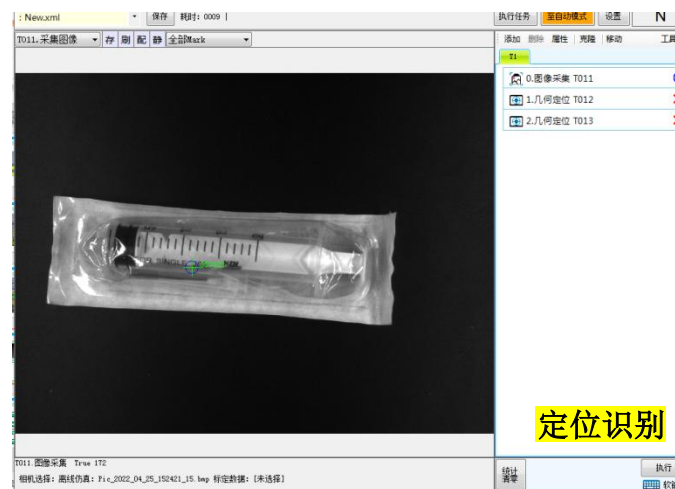 : New.xml
保存
耗时: 0009 |
执行任务
至自动模式
设置
N
T011.采集图像
存 刷 配 静
全部Mark
添加 删除 属性 克隆 移动 工具
T1
0.图像采集 T011
1.几何定位 T012
2.几何定位 T013
SINGLE
定位识别
T011.图像采集 True 172
相机选择: 离线仿真: Pic_2022_04_25_152421_15.bmp 标定数据: [未选择]
统计
清零
执行